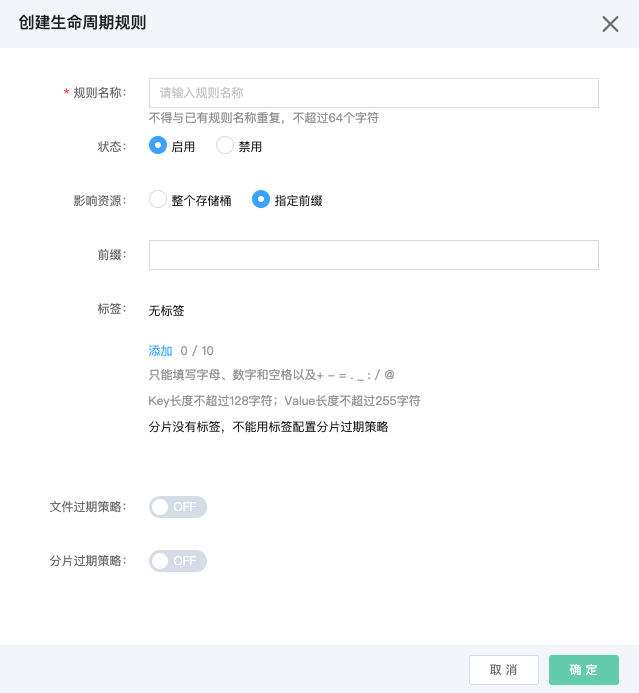 创建生命周期规则
* 规则名称：
请输入规则名称
不得与已有规则名称重复，不超过64个字符
状态： 启用 禁用
影响资源： 整个存储桶 指定前缀
前缀：
标签： 无标签
添加 0 / 10
只能填写字母、数字和空格以及+ – = . _ : / @
Key长度不超过128字符；Value长度不超过255字符
分片没有标签，不能用标签配置分片过期策略
文件过期策略： OFF
分片过期策略： OFF
取 消 确 定